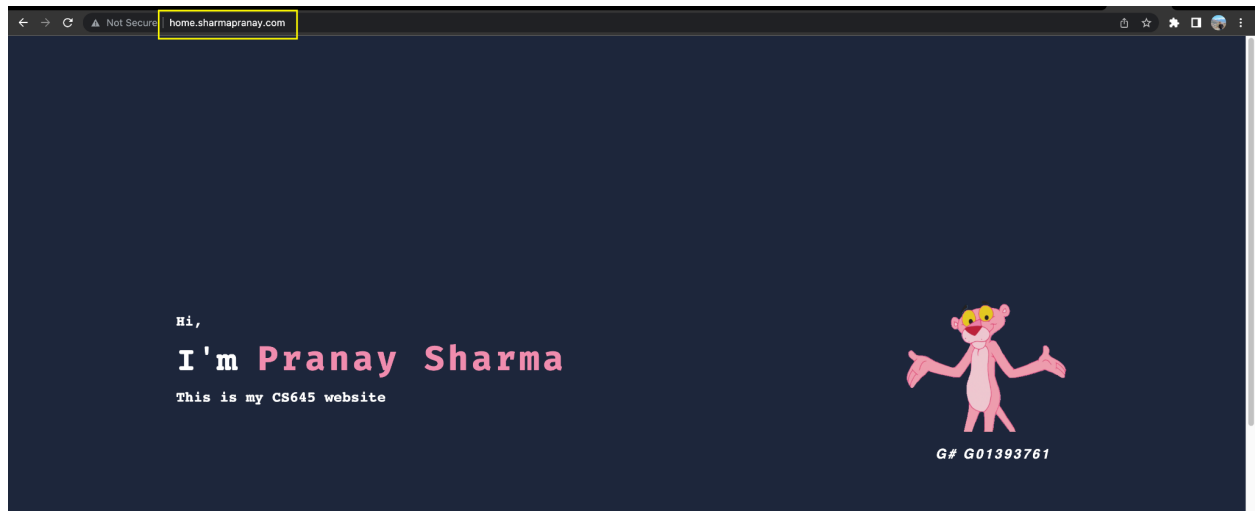 Not Secure home.sharmapranay.com
Hi,
I'm Pranay Sharma
This is my CS645 website
G# G01393761